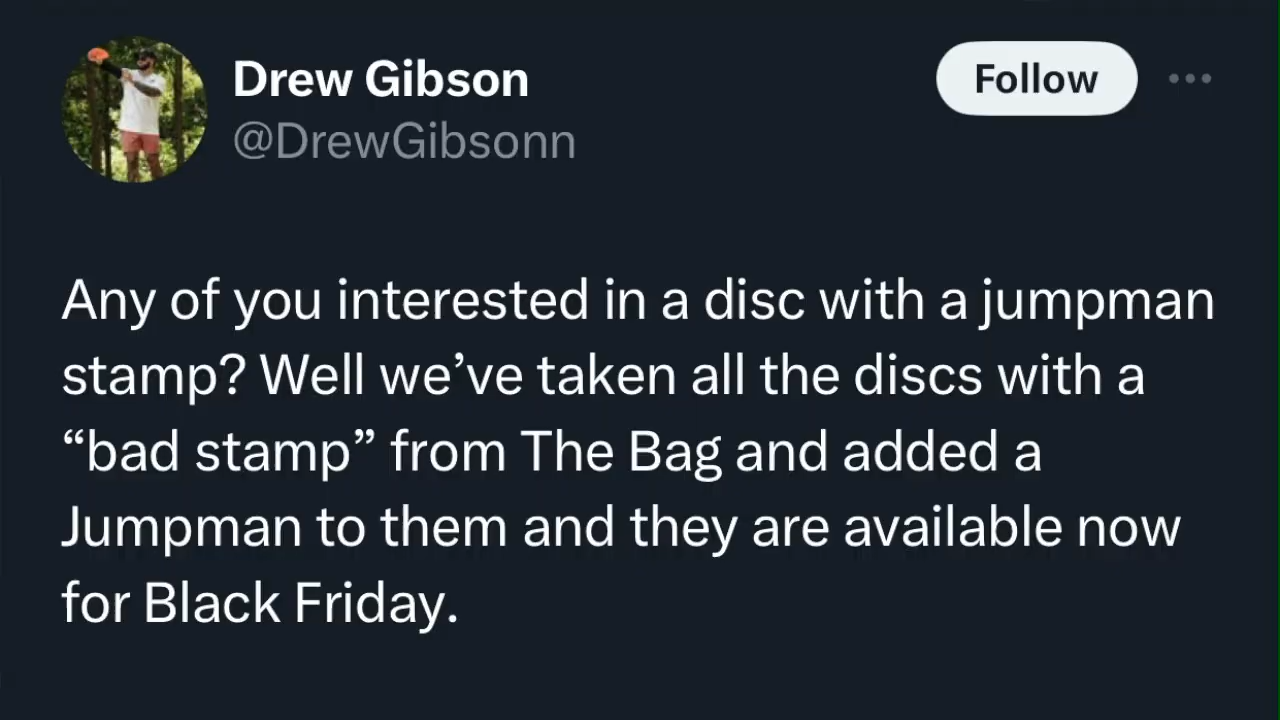 Drew Gibson
Follow
@DrewGibsonn
Any of you interested in a disc with a jumpman
stamp? Well we’ve taken all the discs with a
“bad stamp” from The Bag and added a
Jumpman to them and they are available now
for Black Friday.